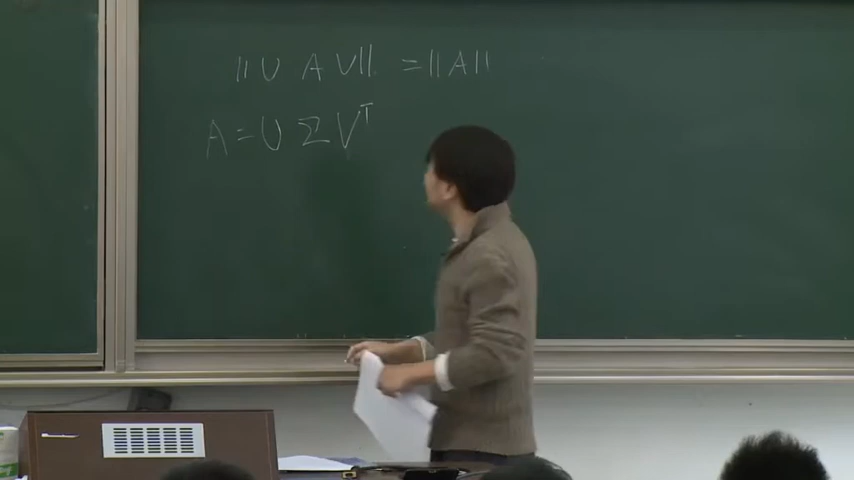 || U A V || = || A ||
A = U Σ V^T